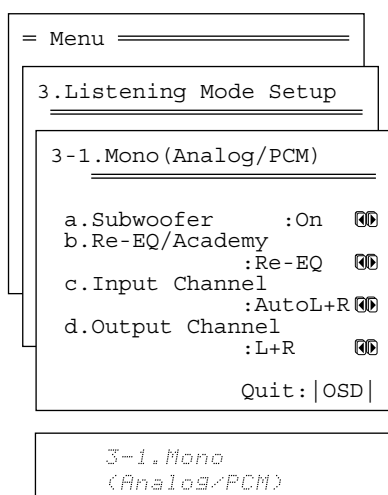 = Menu
3.Listening Mode Setup
3-1.Mono(Analog/PCM)
a.Subwoofer :On
b.Re-EQ/Academy
:Re-EQ
c.Input Channel
:AutoL+R
d.Output Channel
:L+R
Quit:|OSD|
3-1.Mono
(Analog/PCM)